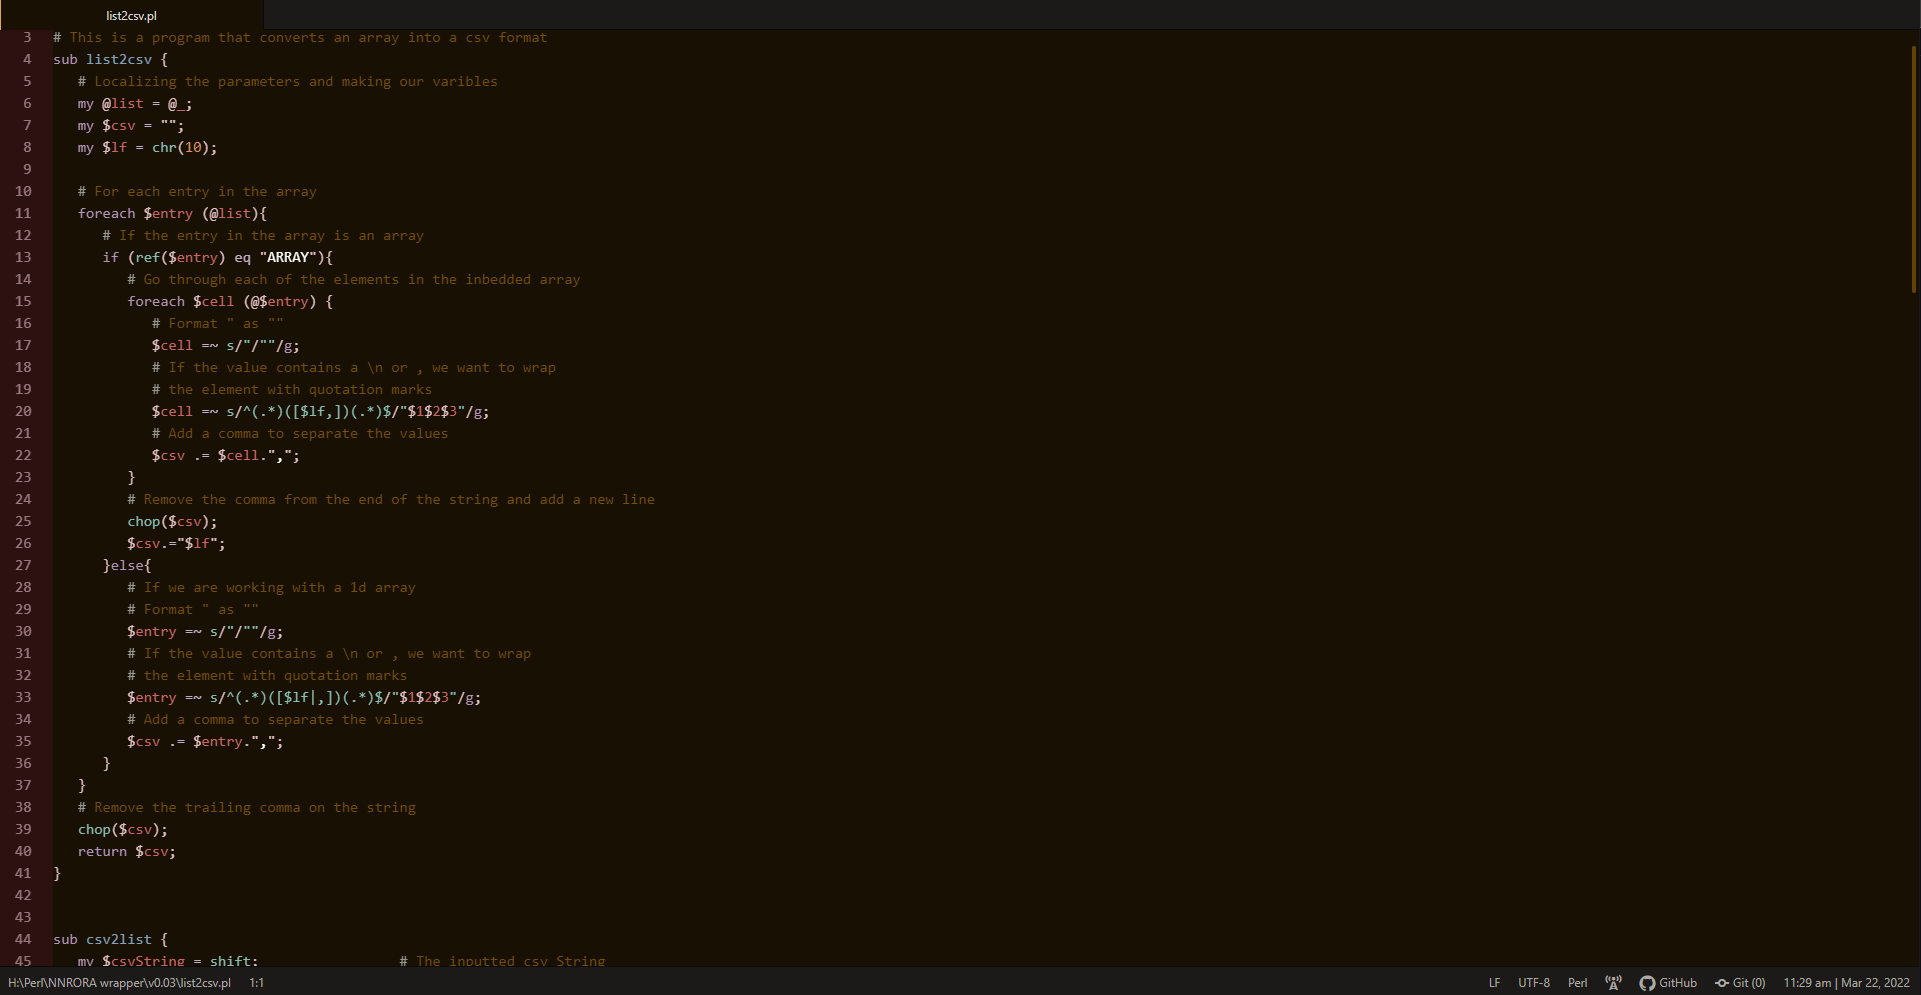 list2csv.pl
3 # This is a program that converts an array into a csv format
4 sub list2csv {
5    # Localizing the parameters and making our varibles
6    my @list = @_;
7    my $csv = "";
8    my $lf = chr(10);
9
10    # For each entry in the array
11    foreach $entry (@list){
12       # If the entry in the array is an array
13       if (ref($entry) eq "ARRAY"){
14          # Go through each of the elements in the inbedded array
15          foreach $cell (@$entry) {
16             # Format " as ""
17             $cell =~ s/"/""/g;
18             # If the value contains a \n or , we want to wrap
19             # the element with quotation marks
20             $cell =~ s/^(.*)([$lf,])(.*)$/"$1$2$3"/g;
21             # Add a comma to separate the values
22             $csv .= $cell.",";
23          }
24          # Remove the comma from the end of the string and add a new line
25          chop($csv);
26          $csv.="$lf";
27       }else{
28          # If we are working with a 1d array
29          # Format " as ""
30          $entry =~ s/"/""/g;
31          # If the value contains a \n or , we want to wrap
32          # the element with quotation marks
33          $entry =~ s/^(.*)([$lf|,])(.*)$/"$1$2$3"/g;
34          # Add a comma to separate the values
35          $csv .= $entry.",";
36       }
37    }
38    # Remove the trailing comma on the string
39    chop($csv);
40    return $csv;
41 }
42
43
44 sub csv2list {
45    my $csvString = shift;                 # The inputted csv String
H:\Perl\NNRORA wrapper\v0.03\list2csv.pl 1:1 LF UTF-8 Perl GitHub Git (0) 11:29 am | Mar 22, 2022